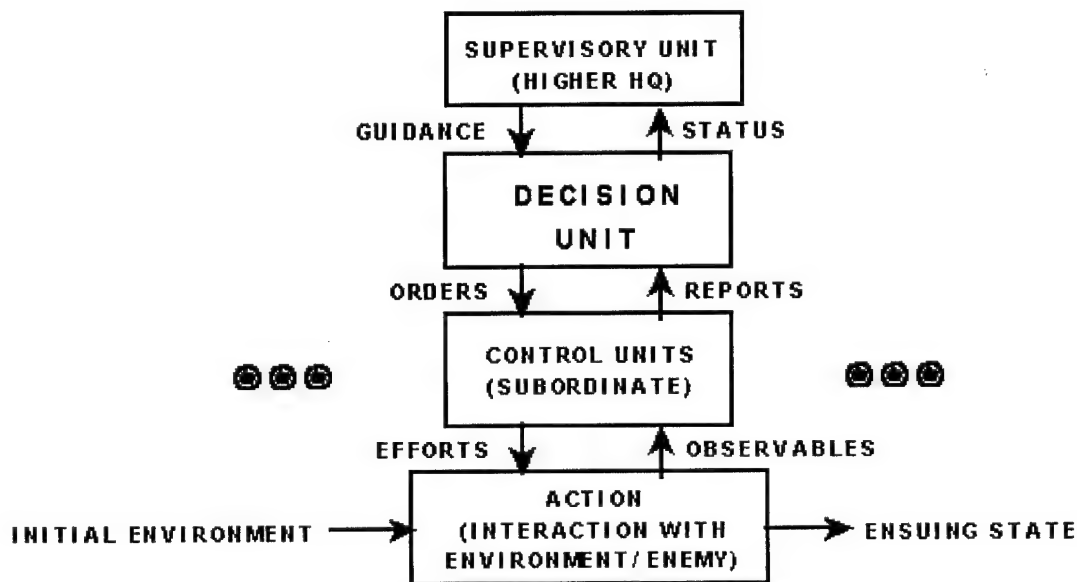 SUPERVISORY UNIT
(HIGHER HQ)
GUIDANCE
STATUS
DECISION
UNIT
ORDERS
REPORTS
CONTROL UNITS
(SUBORDINATE)
EFFORTS
OBSERVABLES
ACTION
INITIAL ENVIRONMENT
(INTERACTION WITH
ENVIRONMENT/ENEMY)
ENSUING STATE